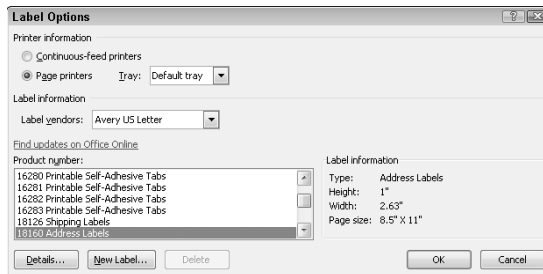 Label Options
Printer information
Continuous-feed printers
Page printers Tray: Default tray
Label information
Label vendors: Avery US Letter
Find updates on Office Online
Product number:
16280 Printable Self-Adhesive Tabs
16281 Printable Self-Adhesive Tabs
16282 Printable Self-Adhesive Tabs
16283 Printable Self-Adhesive Tabs
18126 Shipping Labels
18160 Address Labels
Label information
Type: Address Labels
Height: 1"
Width: 2.63"
Page size: 8.5" X 11"
Details... New Label... Delete OK Cancel